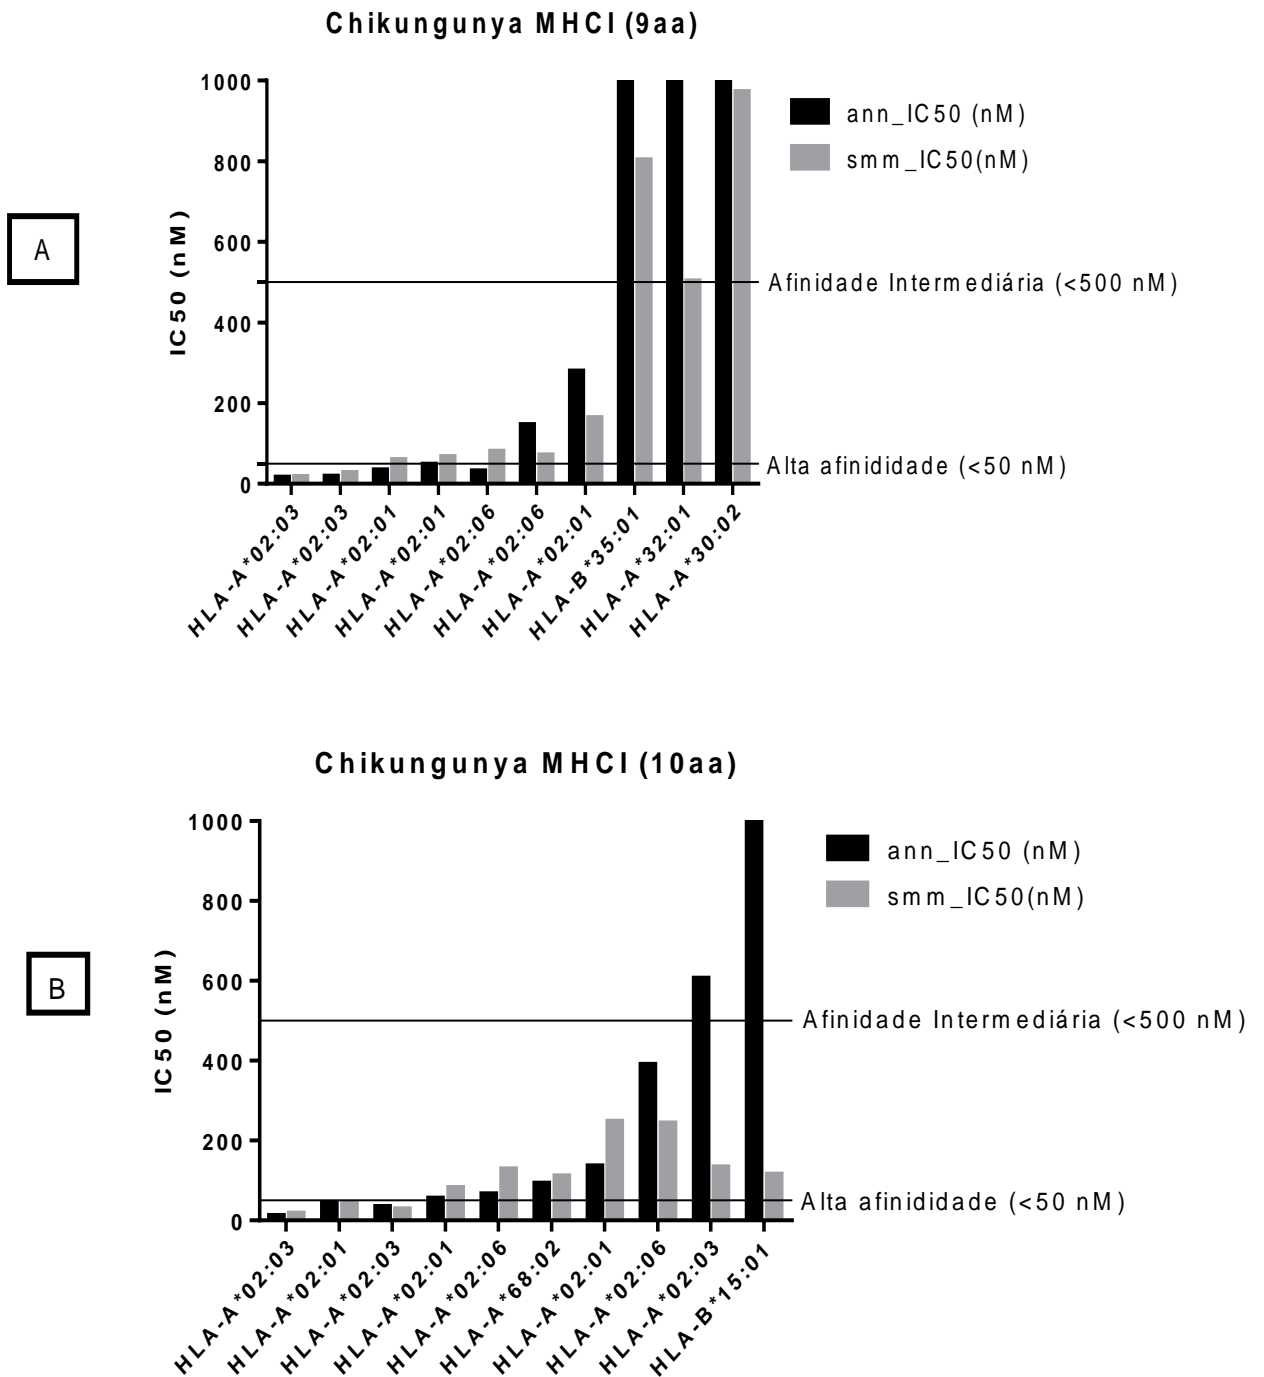 Chikungunya MHCI (9aa)
A
IC50 (nM)
1000
800
600
400
200
0
ann_IC50 (nM)
smm_IC50(nM)
Afinidade Intermediária (<500 nM)
Alta afinididade (<50 nM)
HLA-A*02:03
HLA-A*02:03
HLA-A*02:01
HLA-A*02:01
HLA-A*02:06
HLA-A*02:06
HLA-A*02:01
HLA-B*35:01
HLA-A*32:01
HLA-A*30:02
Chikungunya MHCI (10aa)
B
IC50 (nM)
1000
800
600
400
200
0
ann_IC50 (nM)
smm_IC50(nM)
Afinidade Intermediária (<500 nM)
Alta afinididade (<50 nM)
HLA-A*02:03
HLA-A*02:01
HLA-A*02:03
HLA-A*02:01
HLA-A*02:06
HLA-A*68:02
HLA-A*02:01
HLA-A*02:06
HLA-A*02:03
HLA-B*15:01